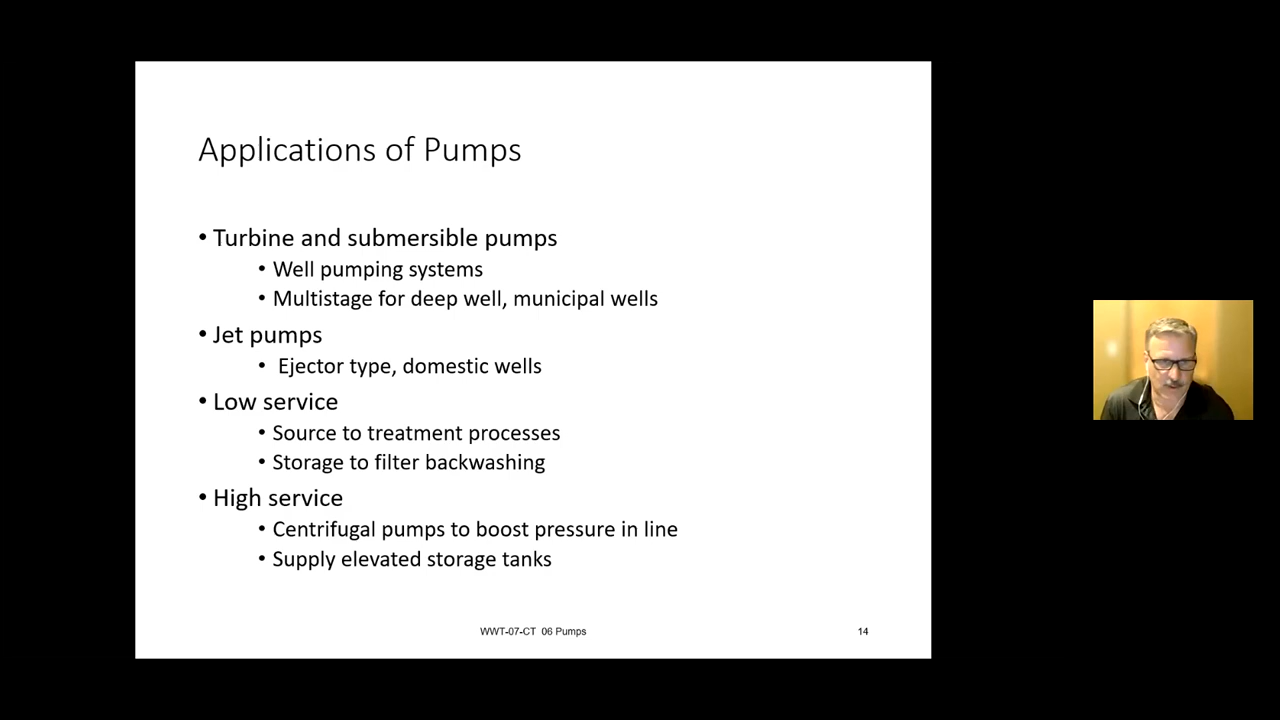 Applications of Pumps
• Turbine and submersible pumps
• Well pumping systems
• Multistage for deep well, municipal wells
• Jet pumps
• Ejector type, domestic wells
• Low service
• Source to treatment processes
• Storage to filter backwashing
• High service
• Centrifugal pumps to boost pressure in line
• Supply elevated storage tanks
WWT-07-CT 06 Pumps
14